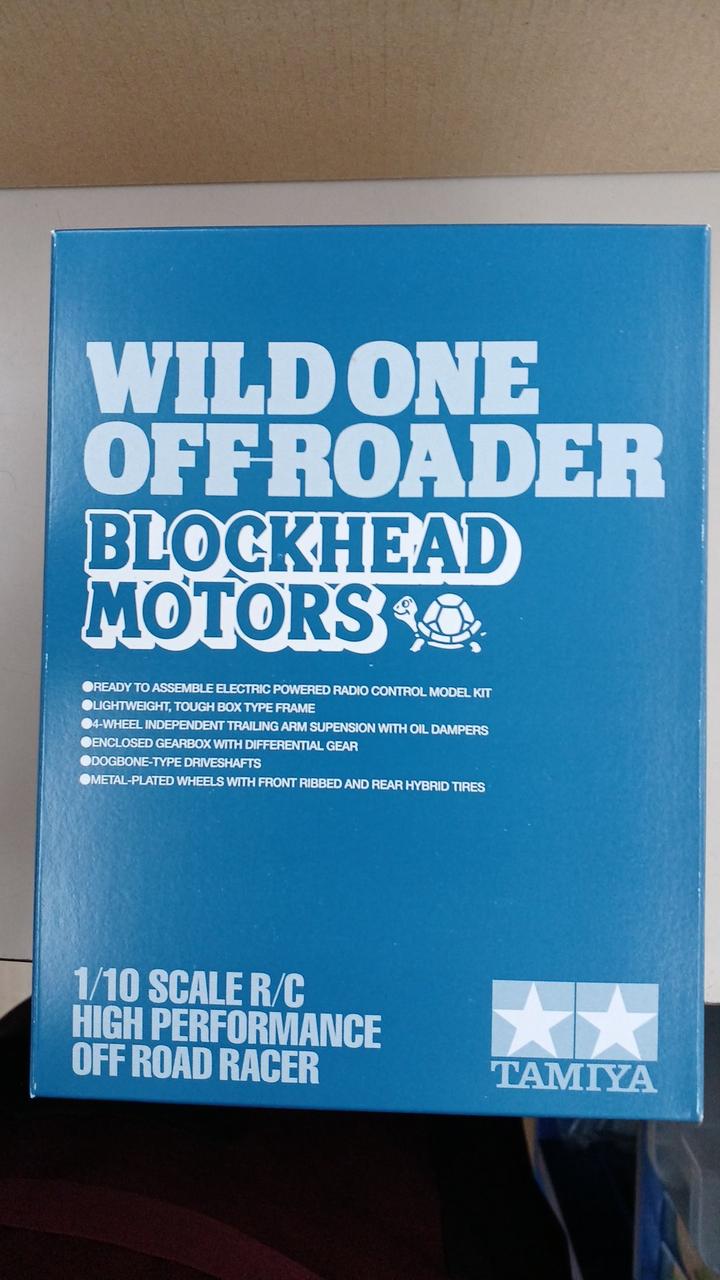 WILD ONE
OFF-ROADER
BLOCKHEAD
MOTORS
●READY TO ASSEMBLE ELECTRIC POWERED RADIO CONTROL MODEL KIT
●LIGHTWEIGHT, TOUGH BOX TYPE FRAME
●4-WHEEL INDEPENDENT TRAILING ARM SUPENSION WITH OIL DAMPERS
●ENCLOSED GEARBOX WITH DIFFERENTIAL GEAR
●DOGBONE-TYPE DRIVESHAFTS
●METAL-PLATED WHEELS WITH FRONT RIBBED AND REAR HYBRID TIRES
1/10 SCALE R/C
HIGH PERFORMANCE
OFF ROAD RACER
TAMIYA